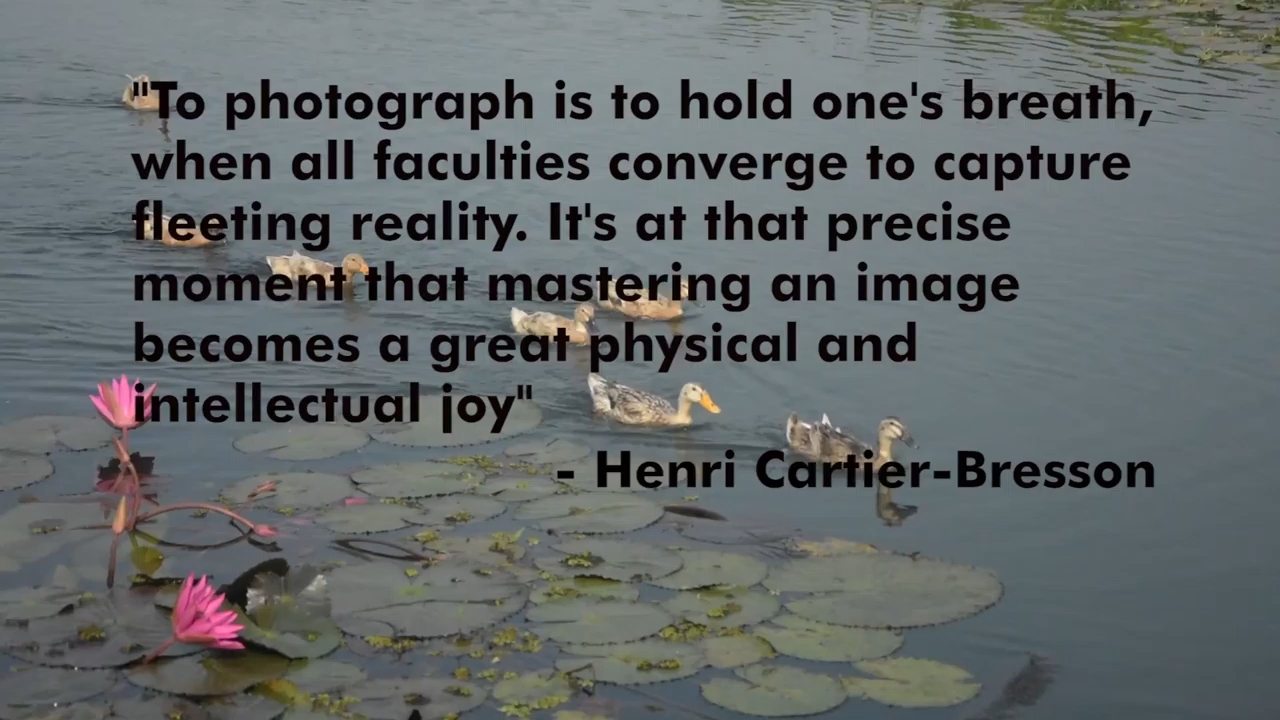 "To photograph is to hold one's breath,
when all faculties converge to capture
fleeting reality. It's at that precise
moment that mastering an image
becomes a great physical and
intellectual joy"
- Henri Cartier-Bresson